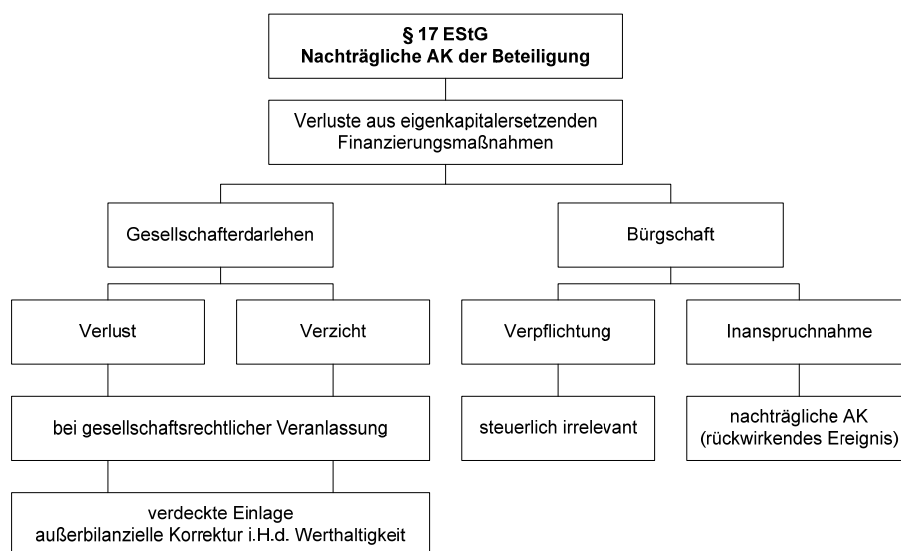 § 17 EStG
Nachträgliche AK der Beteiligung
Verluste aus eigenkapitalersetzenden
Finanzierungsmaßnahmen
Gesellschafterdarlehen
Bürgschaft
Verlust
Verzicht
Verpflichtung
Inanspruchnahme
bei gesellschaftsrechtlicher Veranlassung
steuerlich irrelevant
nachträgliche AK
(rückwirkendes Ereignis)
verdeckte Einlage
außerbilanzielle Korrektur i.H.d. Werthaltigkeit